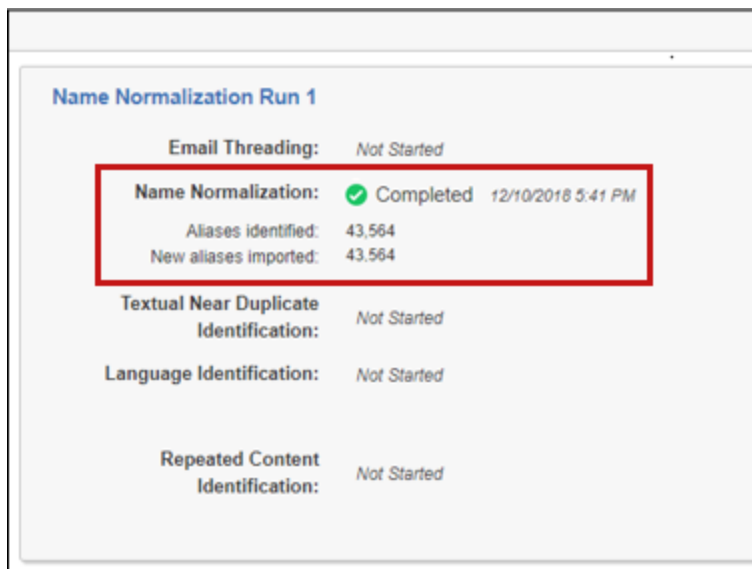 Name Normalization Run 1
Email Threading: Not Started
Name Normalization: Completed 12/10/2018 5:41 PM
Aliases identified: 43,564
New aliases imported: 43.564
Textual Near Duplicate
Identification: Not Started
Language Identification: Not Started
Repeated Content
Identification: Not Started